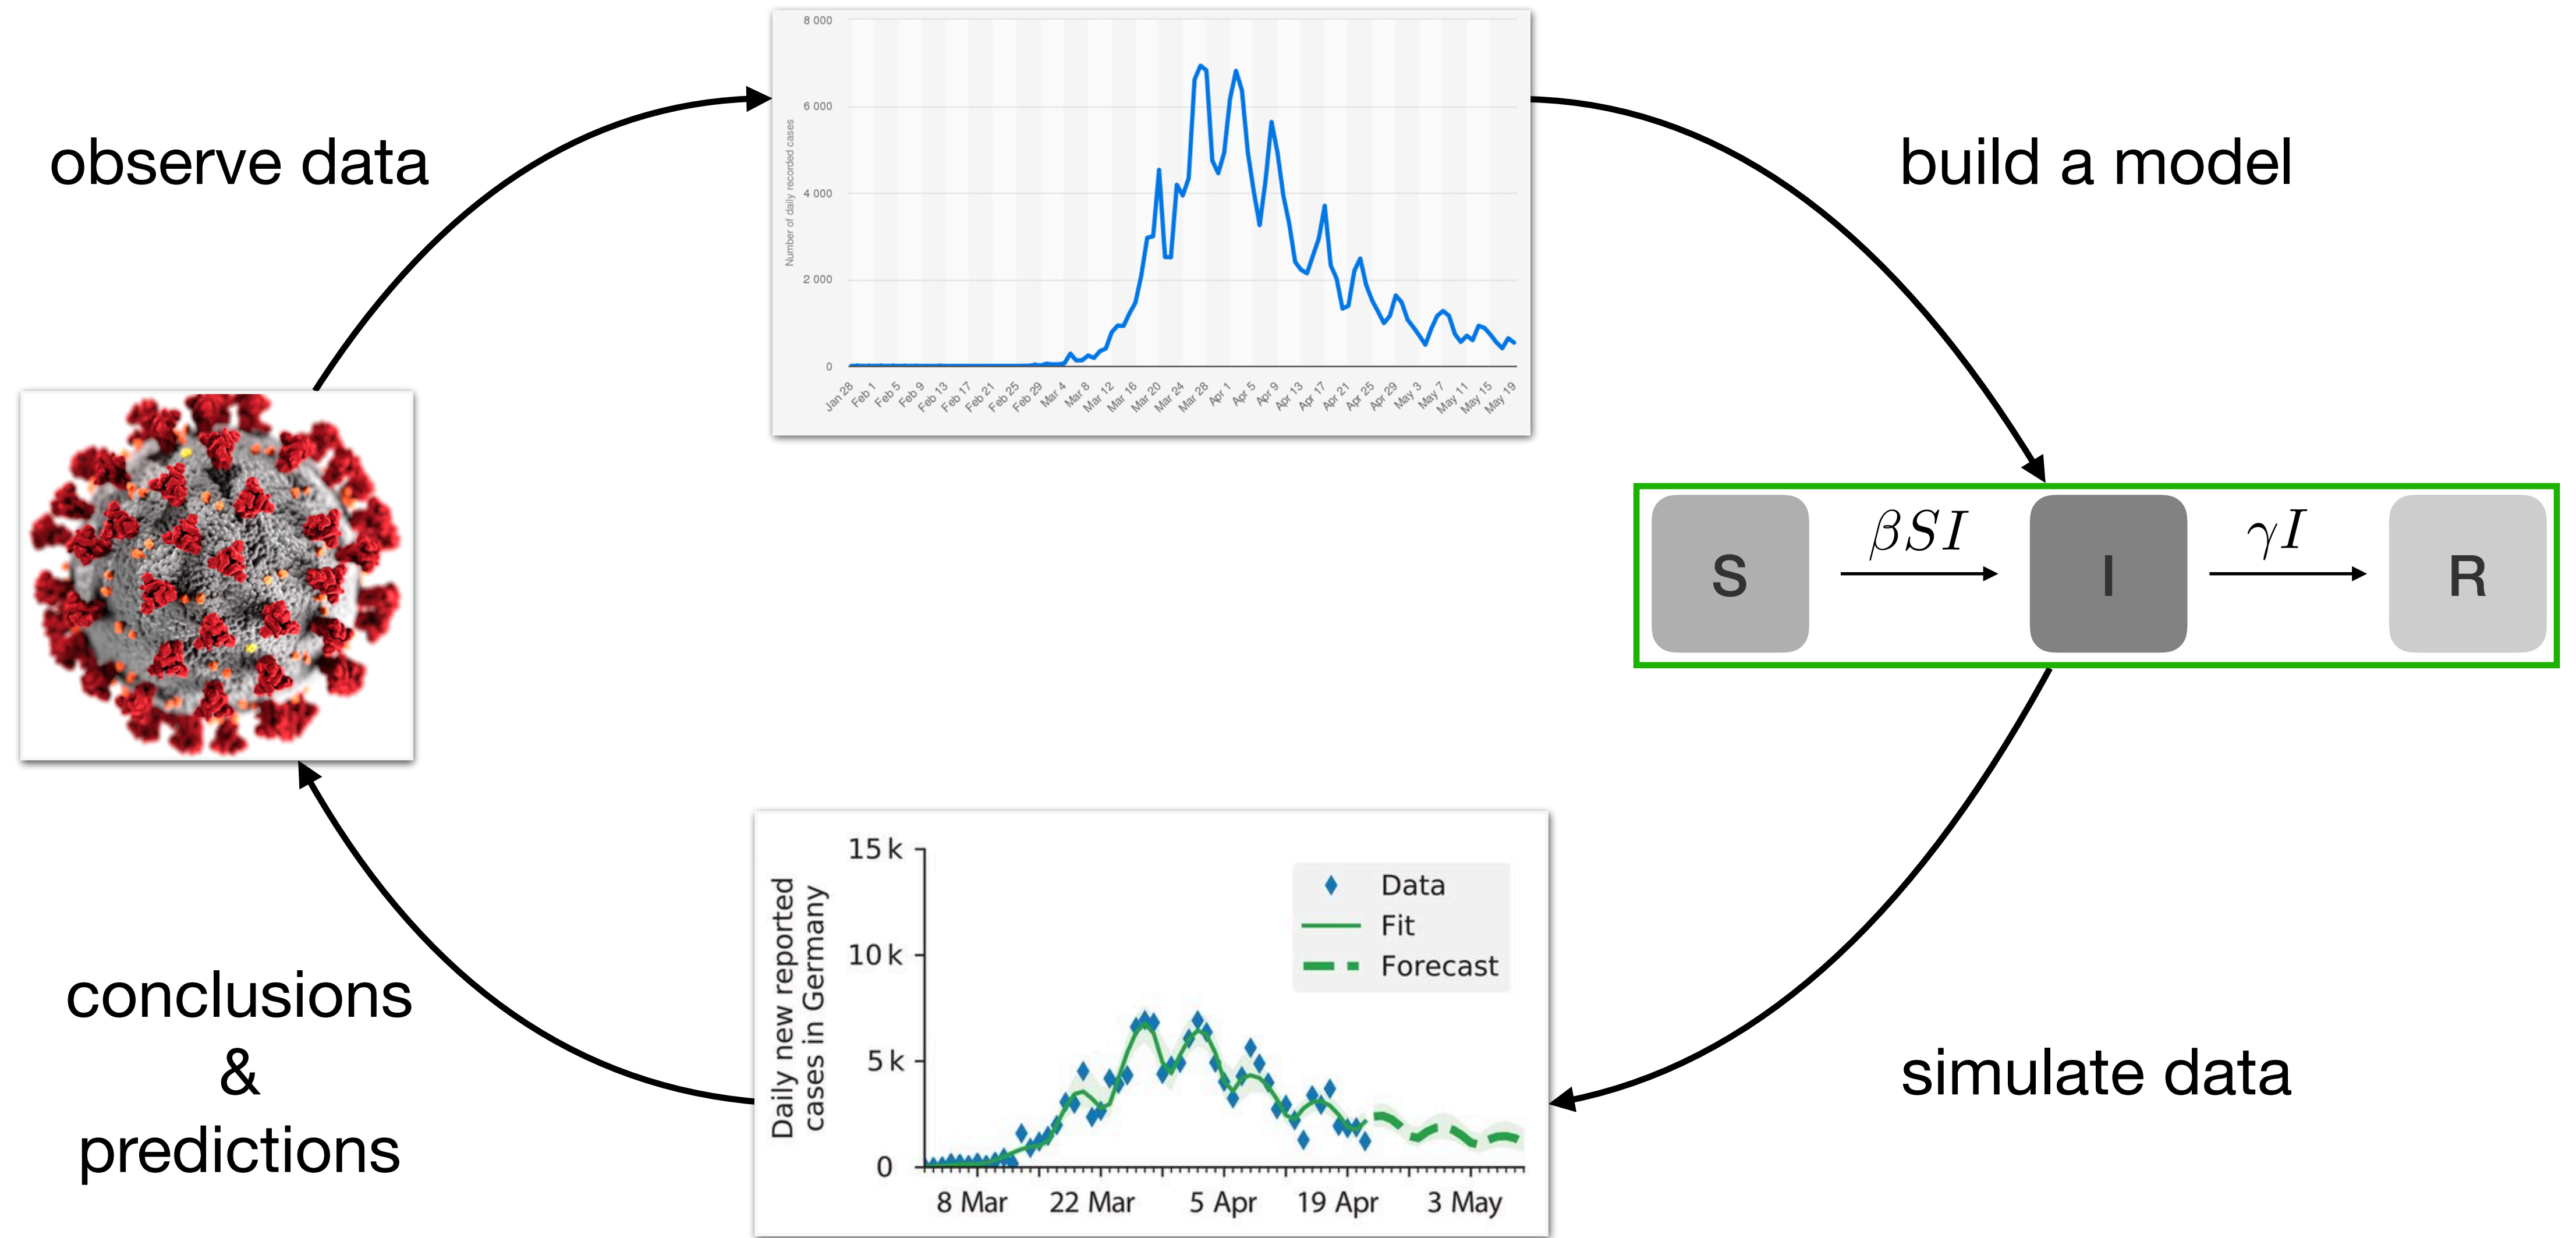 observe data
build a model
Number of daily recorded cases
8 000
6 000
4 000
2 000
0
Jan 28
Feb 1
Feb 5
Feb 9
Feb 13
Feb 17
Feb 21
Feb 25
Feb 29
Mar 4
Mar 8
Mar 12
Mar 16
Mar 20
Mar 24
Mar 28
Apr 1
Apr 5
Apr 9
Apr 13
Apr 17
Apr 21
Apr 25
Apr 29
May 3
May 7
May 11
May 15
May 19
S
βSI
I
γI
R
Daily new reported
cases in Germany
15 k
10 k
5 k
0
Data
Fit
Forecast
8 Mar
22 Mar
5 Apr
19 Apr
3 May
conclusions
&
predictions
simulate data